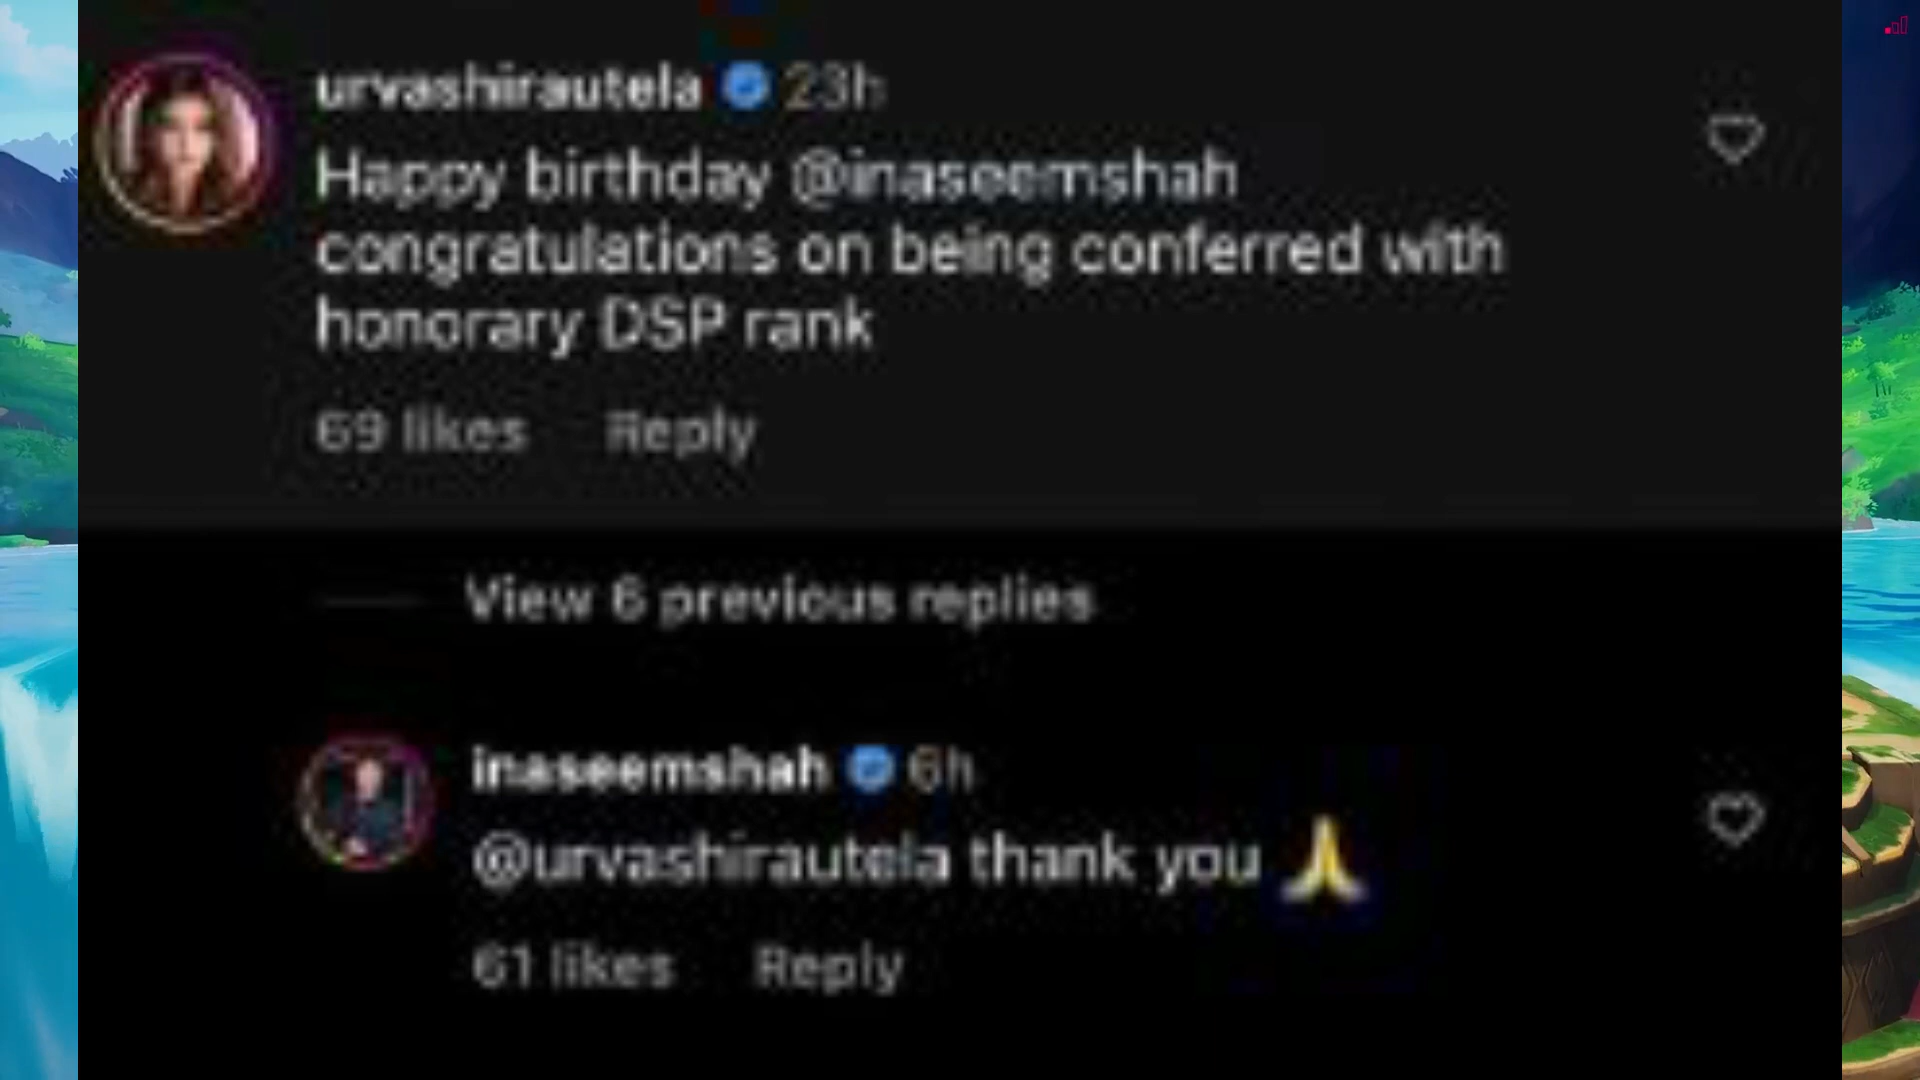 urvashirautela 23h
Happy birthday @inaseemshah
congratulations on being conferred with
honorary DSP rank
69 likes Reply
View 6 previous replies
inaseemshah 6h
@urvashirautela thank you 🙏
61 likes Reply